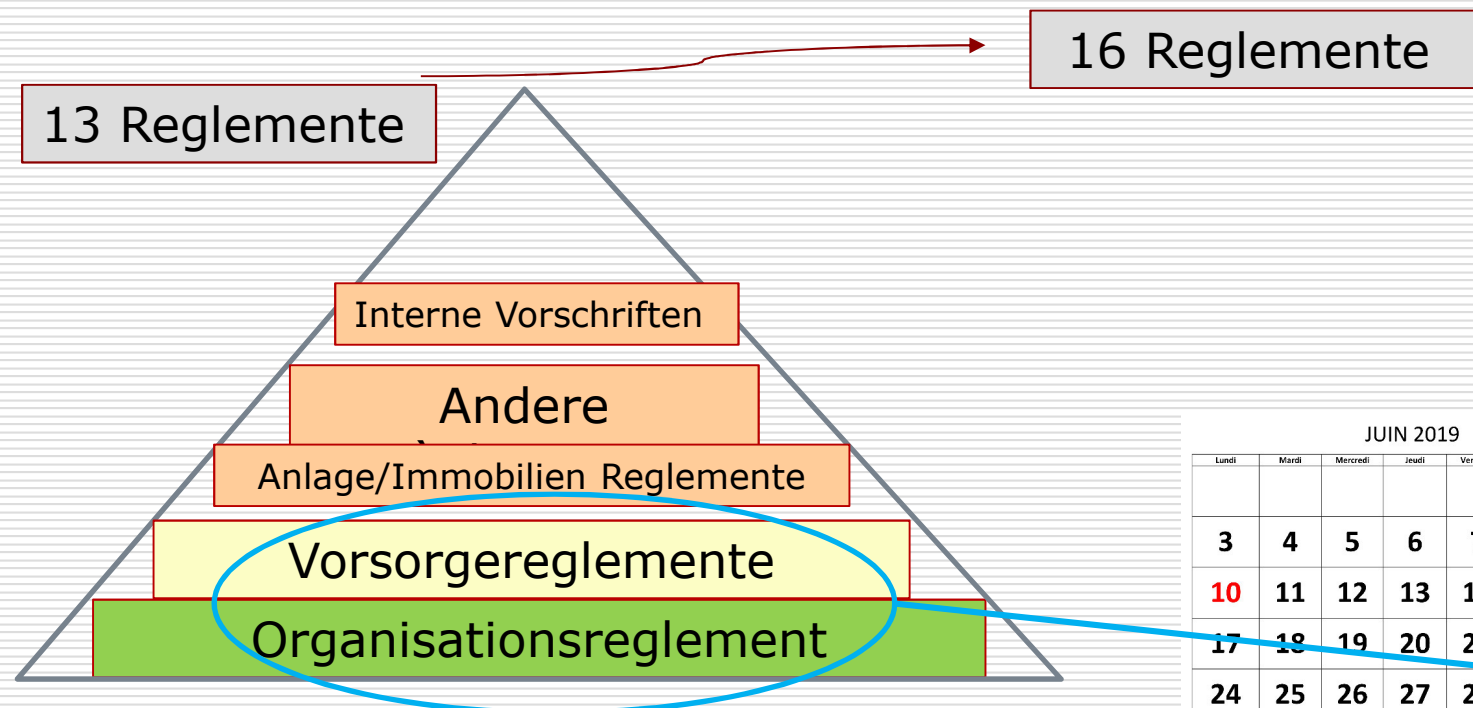 16 Reglemente
13 Reglemente
Interne Vorschriften
Andere
Anlage/Immobilien Reglemente
Vorsorgereglemente
Organisationsreglement
JUIN 2019
Lundi Mardi Mercredi Jeudi
3 4 5 6
10 11 12 13
17 18 19 20
24 25 26 27